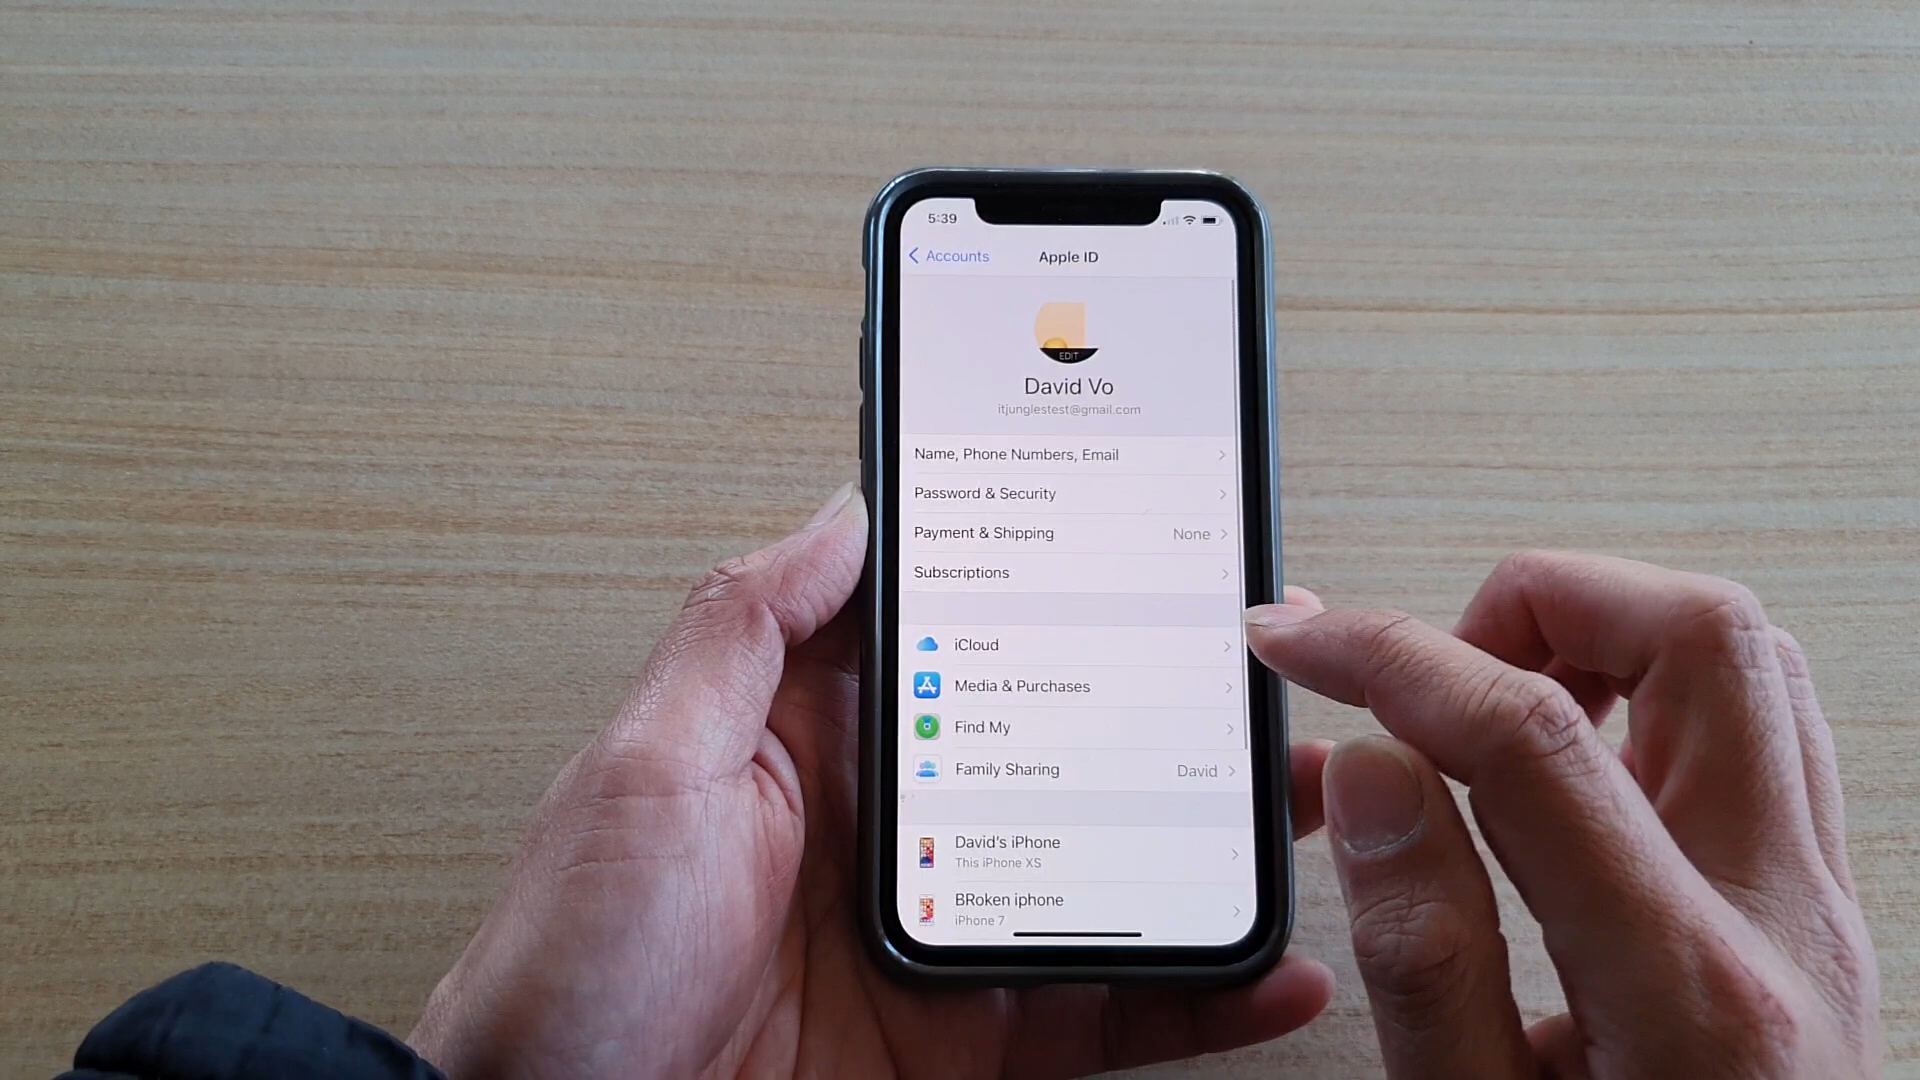 5:39
Accounts
Apple ID
EDIT
David Vo
itjunglestest@gmail.com
Name, Phone Numbers, Email
Password & Security
Payment & Shipping None
Subscriptions
iCloud
Media & Purchases
Find My
Family Sharing David
David's iPhone
This iPhone XS
BRoken iphone
iPhone 7